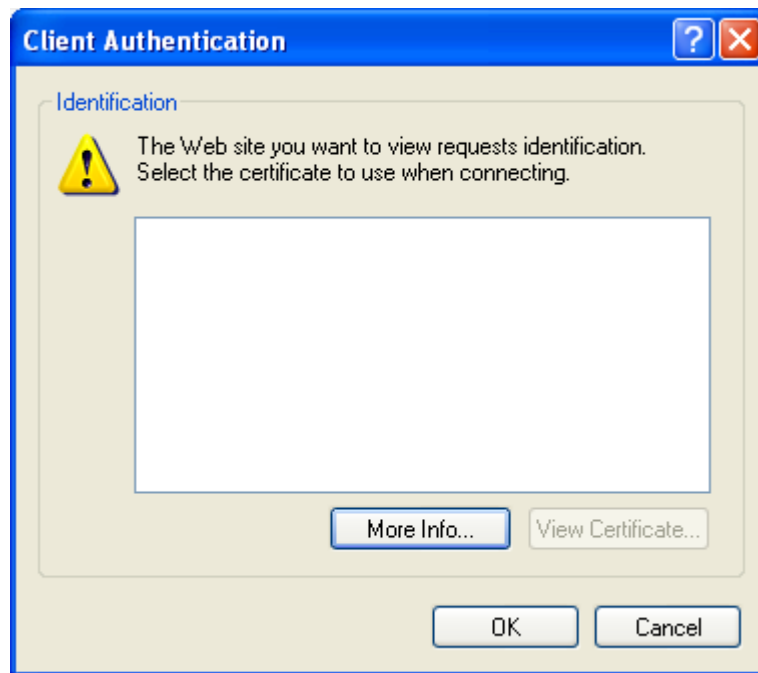 Client Authentication
Identification
The Web site you want to view requests identification.
Select the certificate to use when connecting.
More Info...
View Certificate...
OK
Cancel